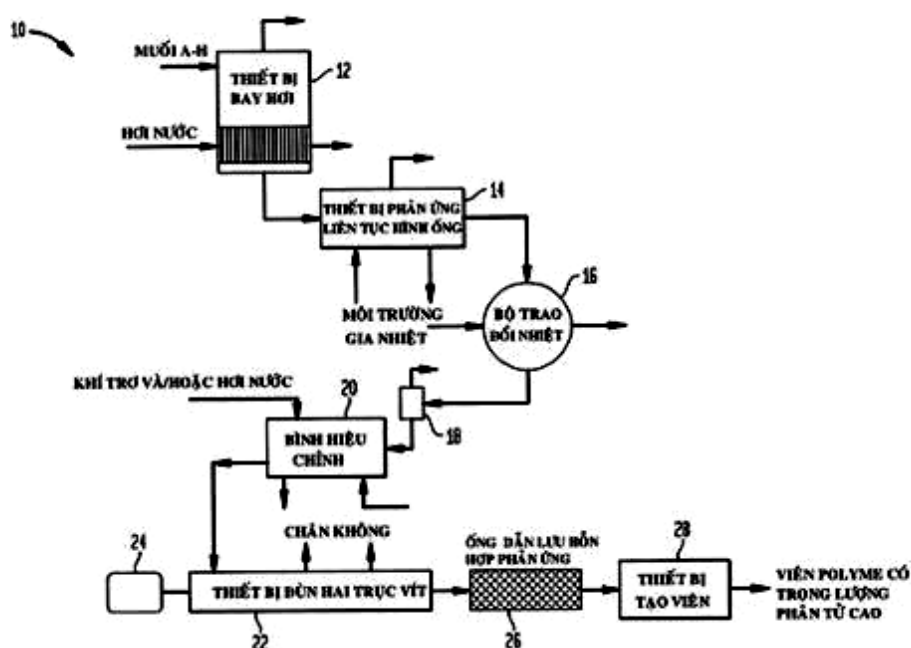 10
MUỐI A-H
THIẾT BỊ
BAY HƠI
12
HƠI NƯỚC
14
THIẾT BỊ PHẢN ỨNG
LIÊN TỤC HÌNH ỐNG
16
MÔI TRƯỜNG
GIA NHIỆT
BỘ TRAO
ĐỔI NHIỆT
KHÍ TRƠ VÀ/HOẶC HƠI NƯỚC
20
18
BÌNH HIỆU
CHỈNH
CHÂN KHÔNG
24
ỐNG DẪN LƯU HỖN
HỢP PHẢN ỨNG
28
THIẾT BỊ ĐÙN HAI TRỤC VÍT
THIẾT BỊ
TẠO VIÊN
VIÊN POLYME CÓ
TRỌNG LƯỢNG
PHÂN TỬ CAO
22
26